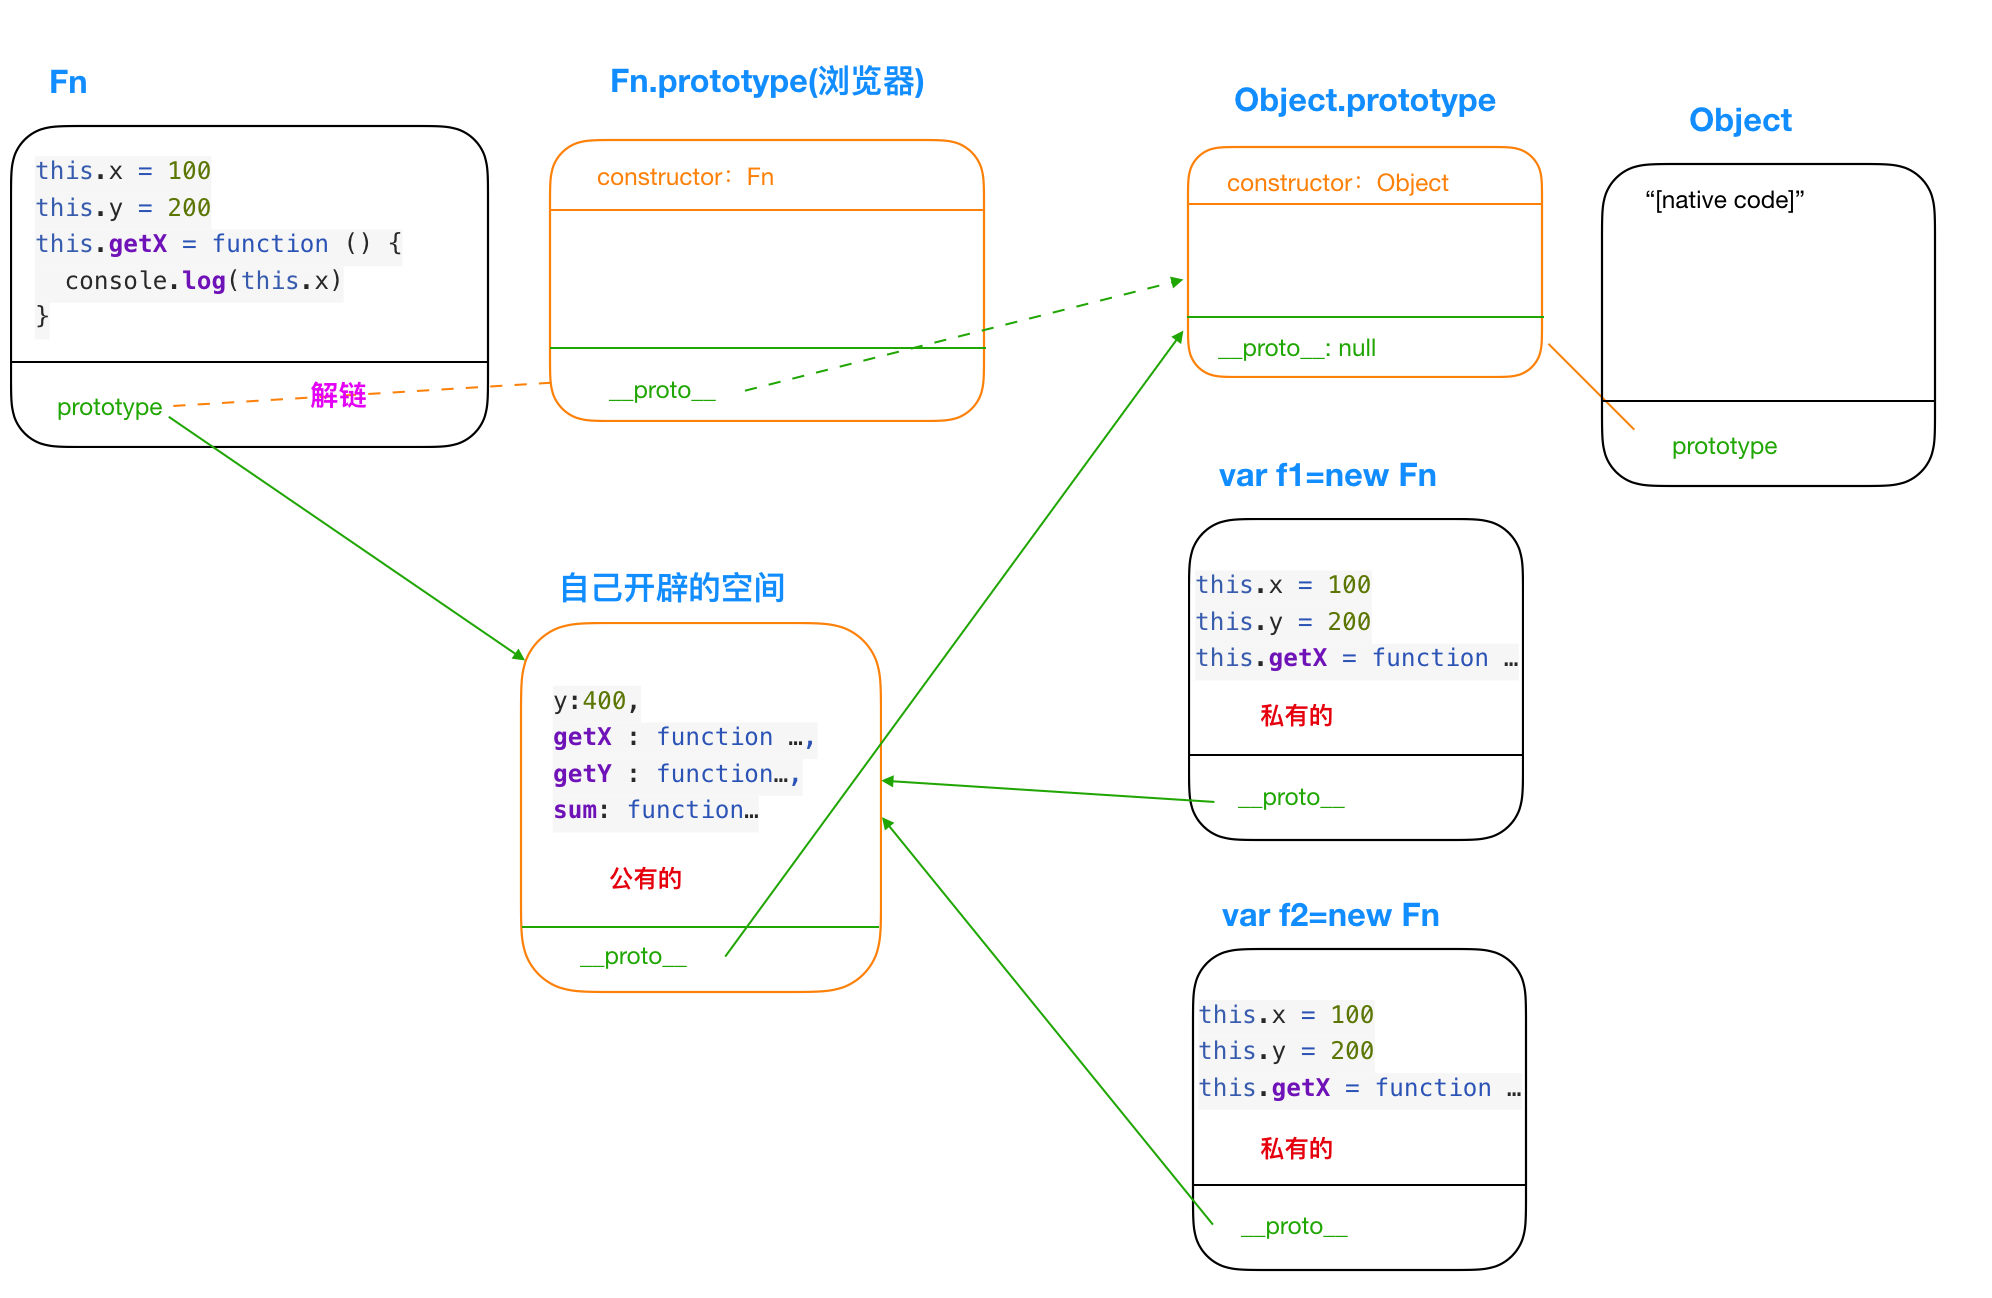 Fn
this.x = 100
this.y = 200
this.getX = function () {
  console.log(this.x)
}
解链
prototype
Fn.prototype(浏览器)
constructor：Fn
__proto__
Object.prototype
constructor：Object
__proto__: null
Object
“[native code]”
prototype
自己开辟的空间
y:400,
getX : function …,
getY : function…,
sum: function…
公有的
__proto__
var f1=new Fn
this.x = 100
this.y = 200
this.getX = function …
私有的
__proto__
var f2=new Fn
this.x = 100
this.y = 200
this.getX = function …
私有的
__proto__